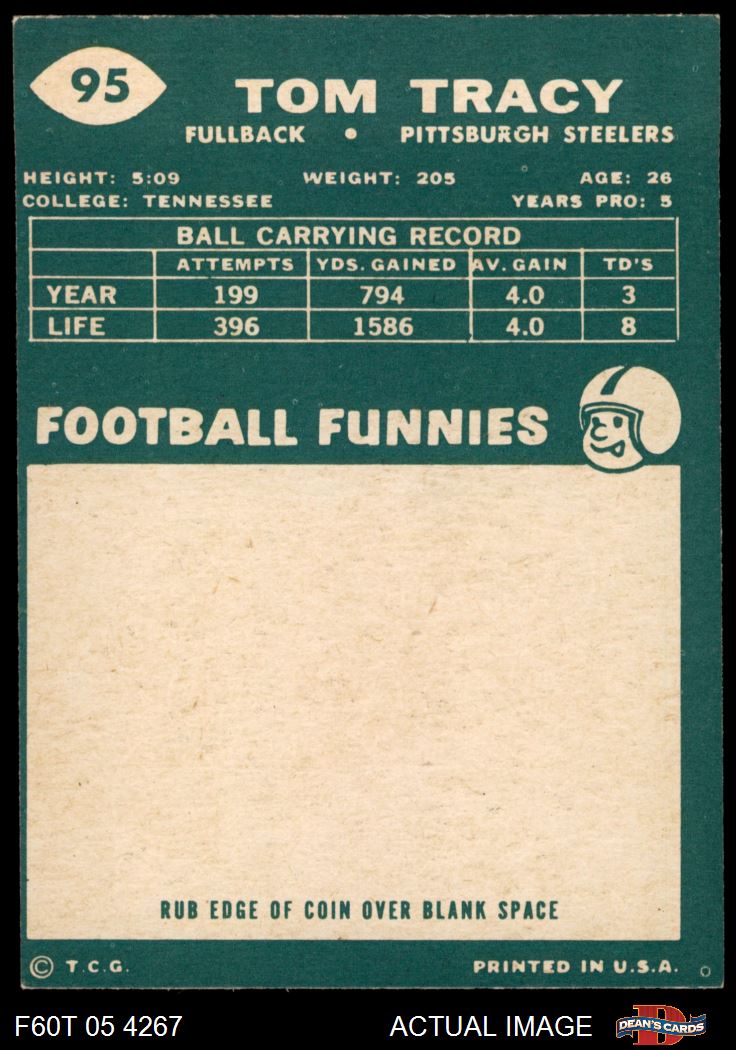 95
TOM TRACY
FULLBACK • PITTSBURGH STEELERS
HEIGHT: 5:09 WEIGHT: 205 AGE: 26
COLLEGE: TENNESSEE YEARS PRO: 5
BALL CARRYING RECORD
ATTEMPTS YDS. GAINED AV. GAIN TD'S
YEAR 199 794 4.0 3
LIFE 396 1586 4.0 8
FOOTBALL FUNNIES
RUB EDGE OF COIN OVER BLANK SPACE
© T.C.G. PRINTED IN U.S.A.
F60T 05 4267 ACTUAL IMAGE D DEAN'S CARDS